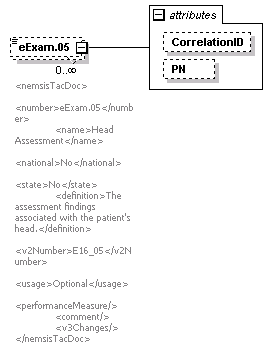 attributes
eExam.05
CorrelationID
0..∞
PN
<nemsisTacDoc>
<number>eExam.05</numb
er>
<name>Head
Assessment</name>
<national>No</national>
<state>No</state>
<definition>The
assessment findings
associated with the patient's
head.</definition>
<v2Number>E16_05</v2N
umber>
<usage>Optional</usage>
<performanceMeasure/>
<comment/>
<v3Changes/>
</nemsisTacDoc>